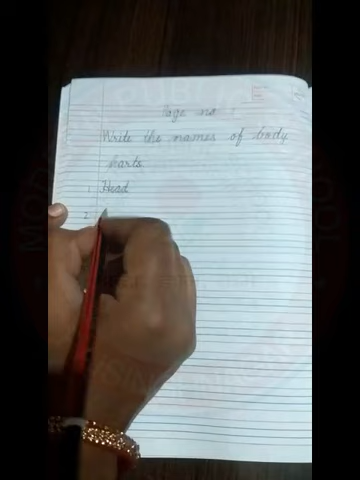 Page no
Write the names of body
parts.
1. Head
2.